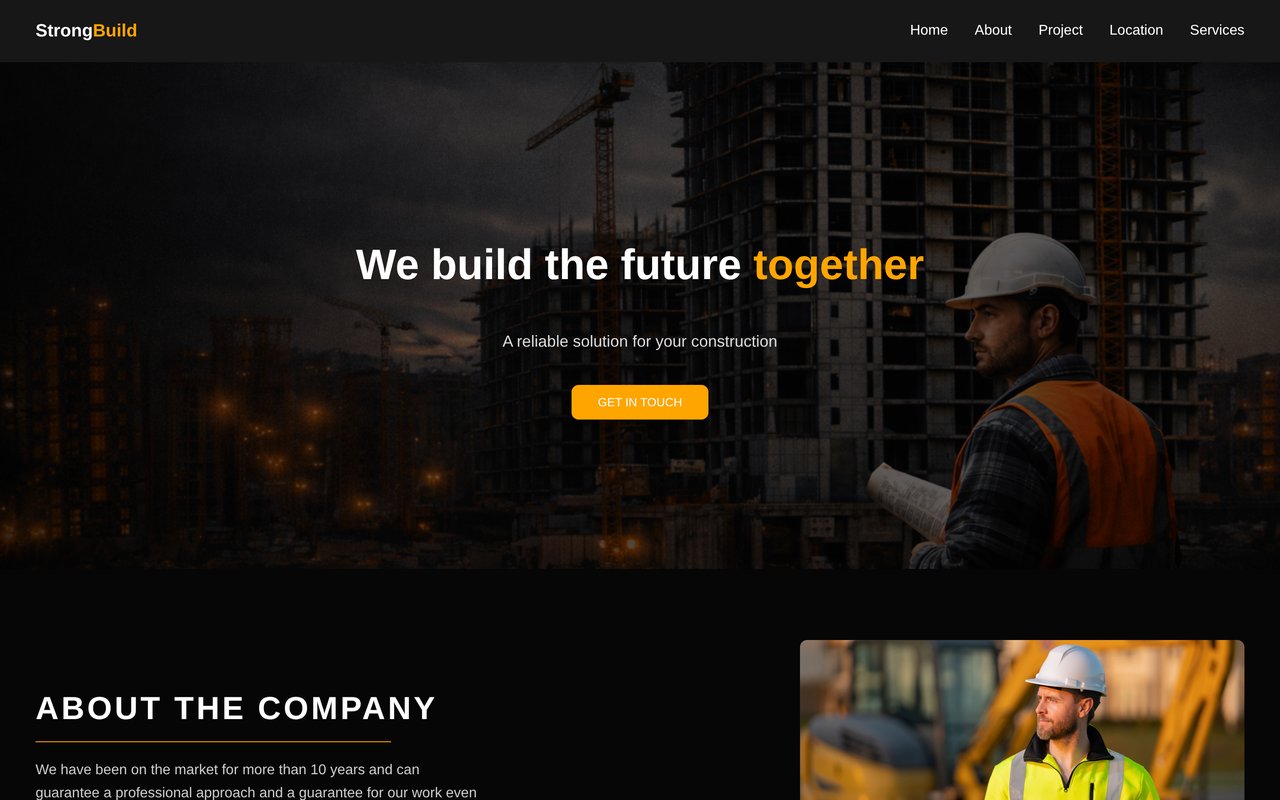 StrongBuild
Home About Project Location Services
We build the future together
A reliable solution for your construction
GET IN TOUCH
ABOUT THE COMPANY
We have been on the market for more than 10 years and can
guarantee a professional approach and a guarantee for our work even